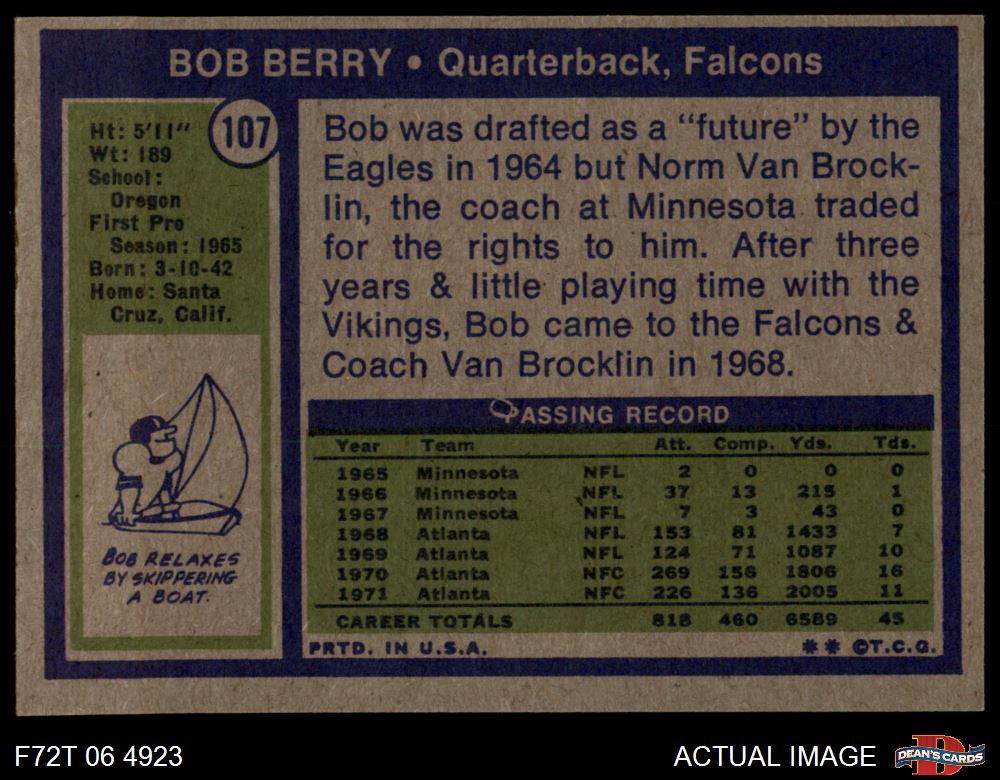 BOB BERRY • Quarterback, Falcons
107
Ht: 5'11"
Wt: 189
School:
Oregon
First Pro
Season: 1965
Born: 3-10-42
Home: Santa
Cruz, Calif.
BOB RELAXES
BY SKIPPERING
A BOAT.
Bob was drafted as a “future” by the
Eagles in 1964 but Norm Van Brock-
lin, the coach at Minnesota traded
for the rights to him. After three
years & little playing time with the
Vikings, Bob came to the Falcons &
Coach Van Brocklin in 1968.
PASSING RECORD
Year Team Att. Comp. Yds. Tds.
1965 Minnesota NFL 2 0 0 0
1966 Minnesota NFL 37 13 215 1
1967 Minnesota NFL 7 3 43 0
1968 Atlanta NFL 153 81 1433 7
1969 Atlanta NFL 124 71 1087 10
1970 Atlanta NFC 269 156 1806 16
1971 Atlanta NFC 226 136 2005 11
CAREER TOTALS 818 460 6589 45
PRTD. IN U.S.A. ** ©T.C.G.
F72T 06 4923 ACTUAL IMAGE DEAN'S CARDS